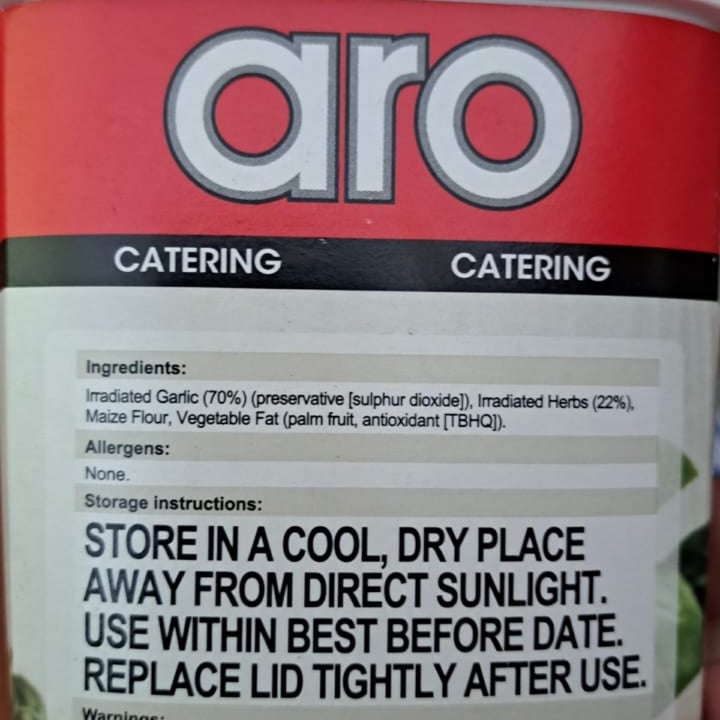 aro
CATERING CATERING
Ingredients:
Irradiated Garlic (70%) (preservative [sulphur dioxide]), Irradiated Herbs (22%),
Maize Flour, Vegetable Fat (palm fruit, antioxidant [TBHQ]).
Allergens:
None.
Storage instructions:
STORE IN A COOL, DRY PLACE
AWAY FROM DIRECT SUNLIGHT.
USE WITHIN BEST BEFORE DATE.
REPLACE LID TIGHTLY AFTER USE.
Warnings: